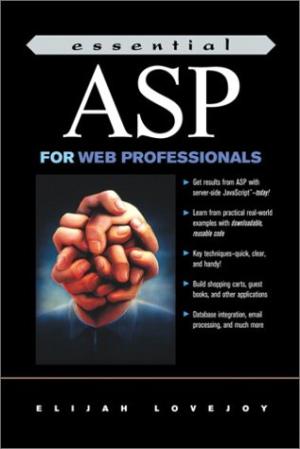 essential
ASP
FOR WEB PROFESSIONALS
► Get results from ASP with
server-side JavaScript™–today!
► Learn from practical real-world
examples with downloadable,
reusable code
► Key techniques–quick, clear,
and handy!
► Build shopping carts, guest
books, and other applications
► Database integration, email
processing, and much more
ELIJAH LOVEJOY